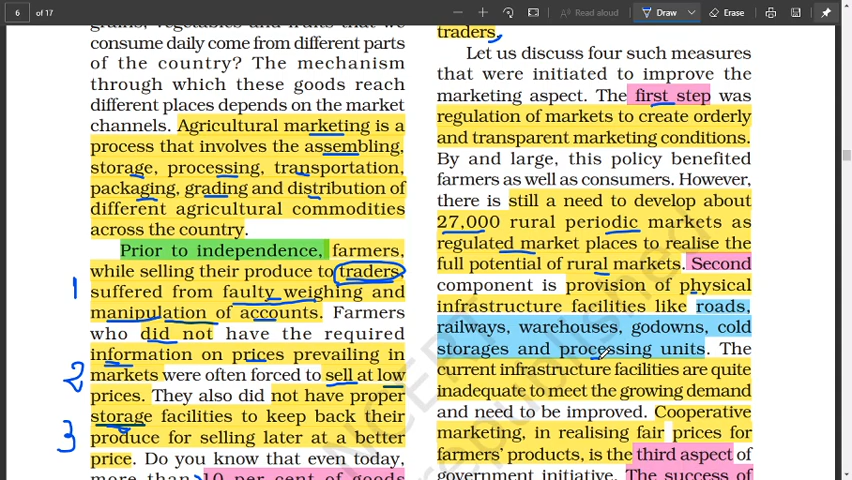 6 of 17
Read aloud
Draw
Erase
grains, vegetables and fruits that we
consume daily come from different parts
of the country? The mechanism
through which these goods reach
different places depends on the market
channels. Agricultural marketing is a
process that involves the assembling,
storage, processing, transportation,
packaging, grading and distribution of
different agricultural commodities
across the country.
Prior to independence, farmers,
while selling their produce to traders,
1 suffered from faulty weighing and
manipulation of accounts. Farmers
who did not have the required
information on prices prevailing in
2 markets were often forced to sell at low
prices. They also did not have proper
storage facilities to keep back their
3 produce for selling later at a better
price. Do you know that even today,
more than 10 per cent of goods
traders.
Let us discuss four such measures
that were initiated to improve the
marketing aspect. The first step was
regulation of markets to create orderly
and transparent marketing conditions.
By and large, this policy benefited
farmers as well as consumers. However,
there is still a need to develop about
27,000 rural periodic markets as
regulated market places to realise the
full potential of rural markets. Second
component is provision of physical
infrastructure facilities like roads,
railways, warehouses, godowns, cold
storages and processing units. The
current infrastructure facilities are quite
inadequate to meet the growing demand
and need to be improved. Cooperative
marketing, in realising fair prices for
farmers' products, is the third aspect of
government initiative. The success of